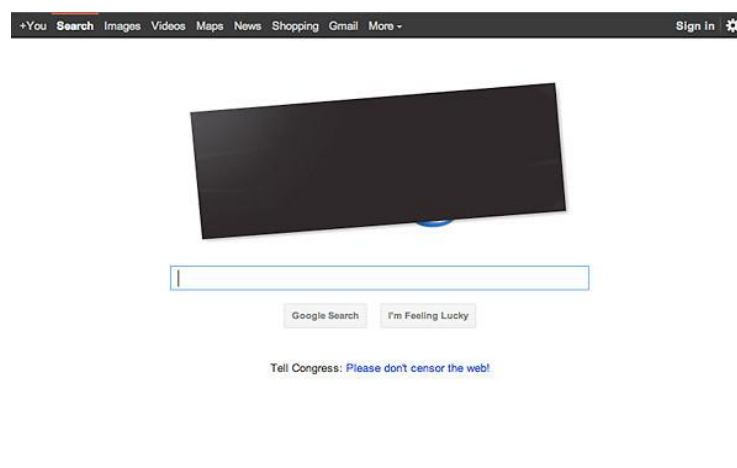 +You Search Images Videos Maps News Shopping Gmail More
Sign in
Google Search I'm Feeling Lucky
Tell Congress: Please don't censor the web!